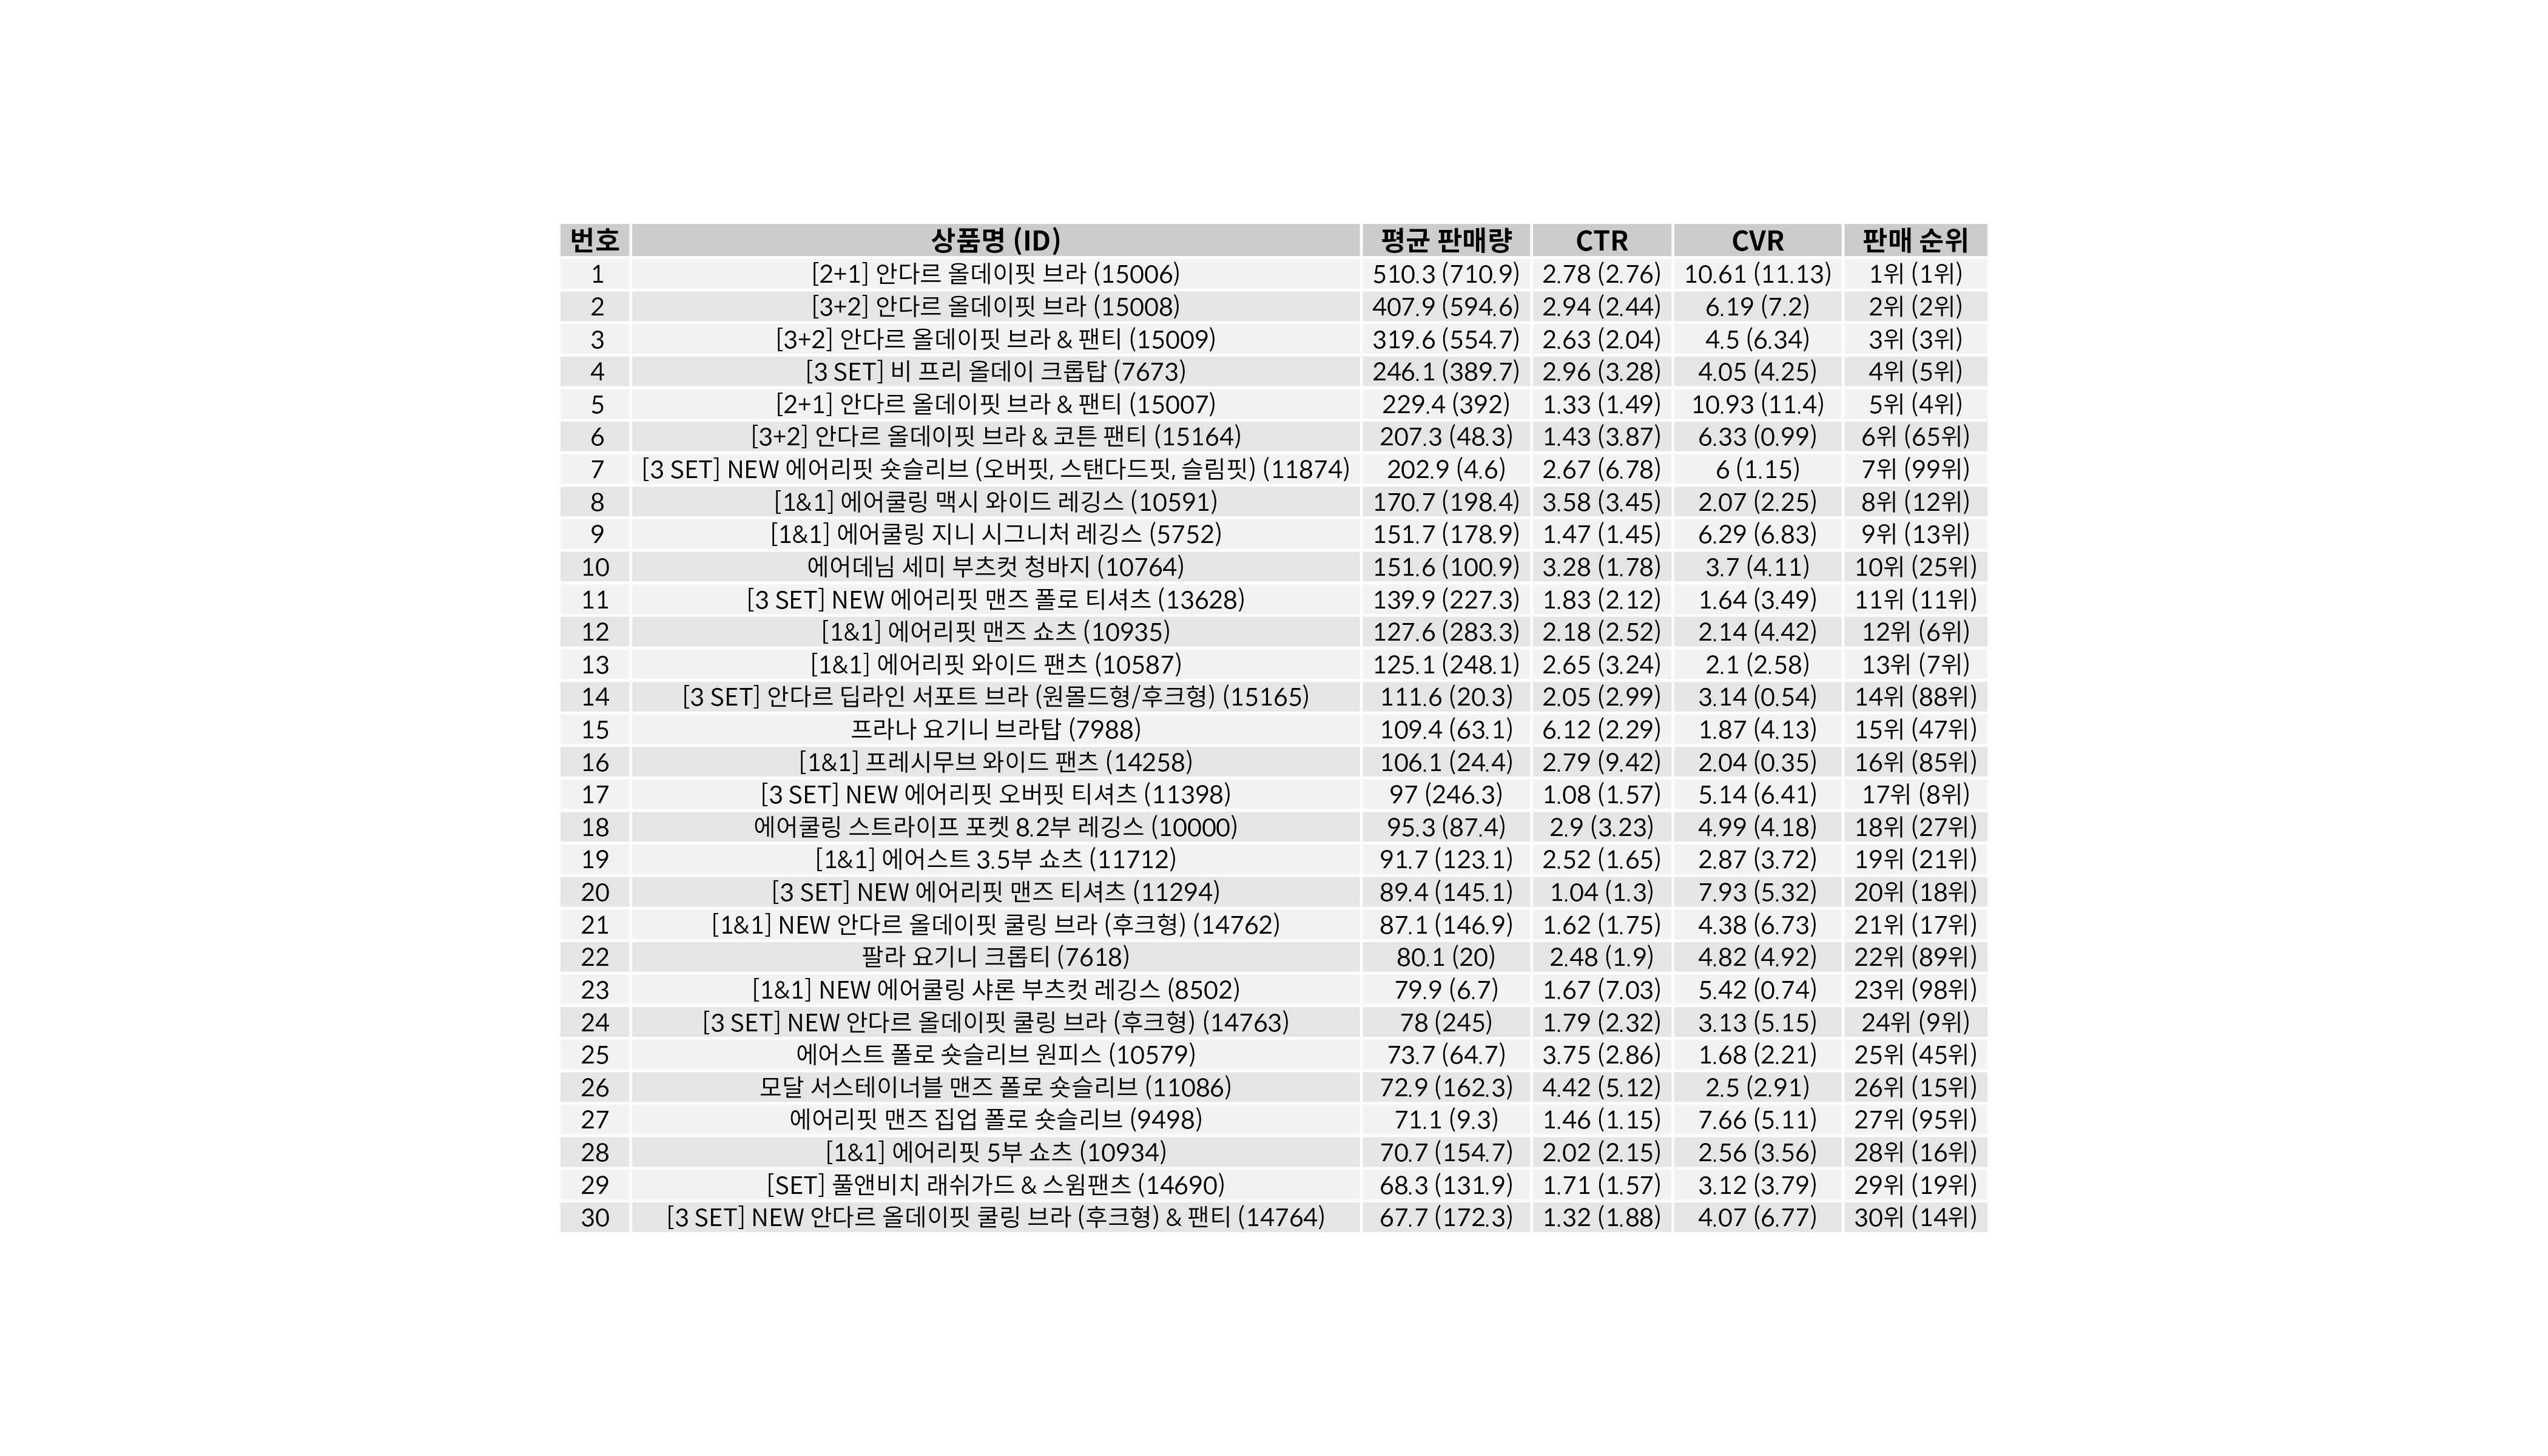 번호 상품명 (ID) 평균 판매량 CTR CVR 판매 순위
1 [2+1] 안다르 올데이핏 브라 (15006) 510.3 (710.9) 2.78 (2.76) 10.61 (11.13) 1위 (1위)
2 [3+2] 안다르 올데이핏 브라 (15008) 407.9 (594.6) 2.94 (2.44) 6.19 (7.2) 2위 (2위)
3 [3+2] 안다르 올데이핏 브라 & 팬티 (15009) 319.6 (554.7) 2.63 (2.04) 4.5 (6.34) 3위 (3위)
4 [3 SET] 비 프리 올데이 크롭탑 (7673) 246.1 (389.7) 2.96 (3.28) 4.05 (4.25) 4위 (5위)
5 [2+1] 안다르 올데이핏 브라 & 팬티 (15007) 229.4 (392) 1.33 (1.49) 10.93 (11.4) 5위 (4위)
6 [3+2] 안다르 올데이핏 브라 & 코튼 팬티 (15164) 207.3 (48.3) 1.43 (3.87) 6.33 (0.99) 6위 (65위)
7 [3 SET] NEW 에어리핏 숏슬리브 (오버핏, 스탠다드핏, 슬림핏) (11874) 202.9 (4.6) 2.67 (6.78) 6 (1.15) 7위 (99위)
8 [1&1] 에어쿨링 맥시 와이드 레깅스 (10591) 170.7 (198.4) 3.58 (3.45) 2.07 (2.25) 8위 (12위)
9 [1&1] 에어쿨링 지니 시그니처 레깅스 (5752) 151.7 (178.9) 1.47 (1.45) 6.29 (6.83) 9위 (13위)
10 에어데님 세미 부츠컷 청바지 (10764) 151.6 (100.9) 3.28 (1.78) 3.7 (4.11) 10위 (25위)
11 [3 SET] NEW 에어리핏 맨즈 폴로 티셔츠 (13628) 139.9 (227.3) 1.83 (2.12) 1.64 (3.49) 11위 (11위)
12 [1&1] 에어리핏 맨즈 쇼츠 (10935) 127.6 (283.3) 2.18 (2.52) 2.14 (4.42) 12위 (6위)
13 [1&1] 에어리핏 와이드 팬츠 (10587) 125.1 (248.1) 2.65 (3.24) 2.1 (2.58) 13위 (7위)
14 [3 SET] 안다르 딥라인 서포트 브라 (원몰드형/후크형) (15165) 111.6 (20.3) 2.05 (2.99) 3.14 (0.54) 14위 (88위)
15 프라나 요기니 브라탑 (7988) 109.4 (63.1) 6.12 (2.29) 1.87 (4.13) 15위 (47위)
16 [1&1] 프레시무브 와이드 팬츠 (14258) 106.1 (24.4) 2.79 (9.42) 2.04 (0.35) 16위 (85위)
17 [3 SET] NEW 에어리핏 오버핏 티셔츠 (11398) 97 (246.3) 1.08 (1.57) 5.14 (6.41) 17위 (8위)
18 에어쿨링 스트라이프 포켓 8.2부 레깅스 (10000) 95.3 (87.4) 2.9 (3.23) 4.99 (4.18) 18위 (27위)
19 [1&1] 에어스트 3.5부 쇼츠 (11712) 91.7 (123.1) 2.52 (1.65) 2.87 (3.72) 19위 (21위)
20 [3 SET] NEW 에어리핏 맨즈 티셔츠 (11294) 89.4 (145.1) 1.04 (1.3) 7.93 (5.32) 20위 (18위)
21 [1&1] NEW 안다르 올데이핏 쿨링 브라 (후크형) (14762) 87.1 (146.9) 1.62 (1.75) 4.38 (6.73) 21위 (17위)
22 팔라 요기니 크롭티 (7618) 80.1 (20) 2.48 (1.9) 4.82 (4.92) 22위 (89위)
23 [1&1] NEW 에어쿨링 샤론 부츠컷 레깅스 (8502) 79.9 (6.7) 1.67 (7.03) 5.42 (0.74) 23위 (98위)
24 [3 SET] NEW 안다르 올데이핏 쿨링 브라 (후크형) (14763) 78 (245) 1.79 (2.32) 3.13 (5.15) 24위 (9위)
25 에어스트 폴로 숏슬리브 원피스 (10579) 73.7 (64.7) 3.75 (2.86) 1.68 (2.21) 25위 (45위)
26 모달 서스테이너블 맨즈 폴로 숏슬리브 (11086) 72.9 (162.3) 4.42 (5.12) 2.5 (2.91) 26위 (15위)
27 에어리핏 맨즈 집업 폴로 숏슬리브 (9498) 71.1 (9.3) 1.46 (1.15) 7.66 (5.11) 27위 (95위)
28 [1&1] 에어리핏 5부 쇼츠 (10934) 70.7 (154.7) 2.02 (2.15) 2.56 (3.56) 28위 (16위)
29 [SET] 풀앤비치 래쉬가드 & 스윔팬츠 (14690) 68.3 (131.9) 1.71 (1.57) 3.12 (3.79) 29위 (19위)
30 [3 SET] NEW 안다르 올데이핏 쿨링 브라 (후크형) & 팬티 (14764) 67.7 (172.3) 1.32 (1.88) 4.07 (6.77) 30위 (14위)